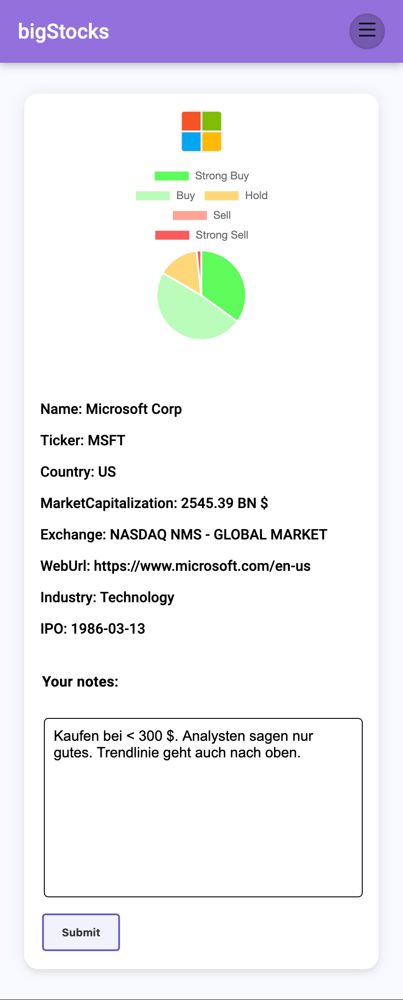 bigStocks
Strong Buy
Buy Hold
Sell
Strong Sell
Name: Microsoft Corp
Ticker: MSFT
Country: US
MarketCapitalization: 2545.39 BN $
Exchange: NASDAQ NMS - GLOBAL MARKET
WebUrl: https://www.microsoft.com/en-us
Industry: Technology
IPO: 1986-03-13
Your notes:
Kaufen bei < 300 $. Analysten sagen nur
gutes. Trendlinie geht auch nach oben.
Submit